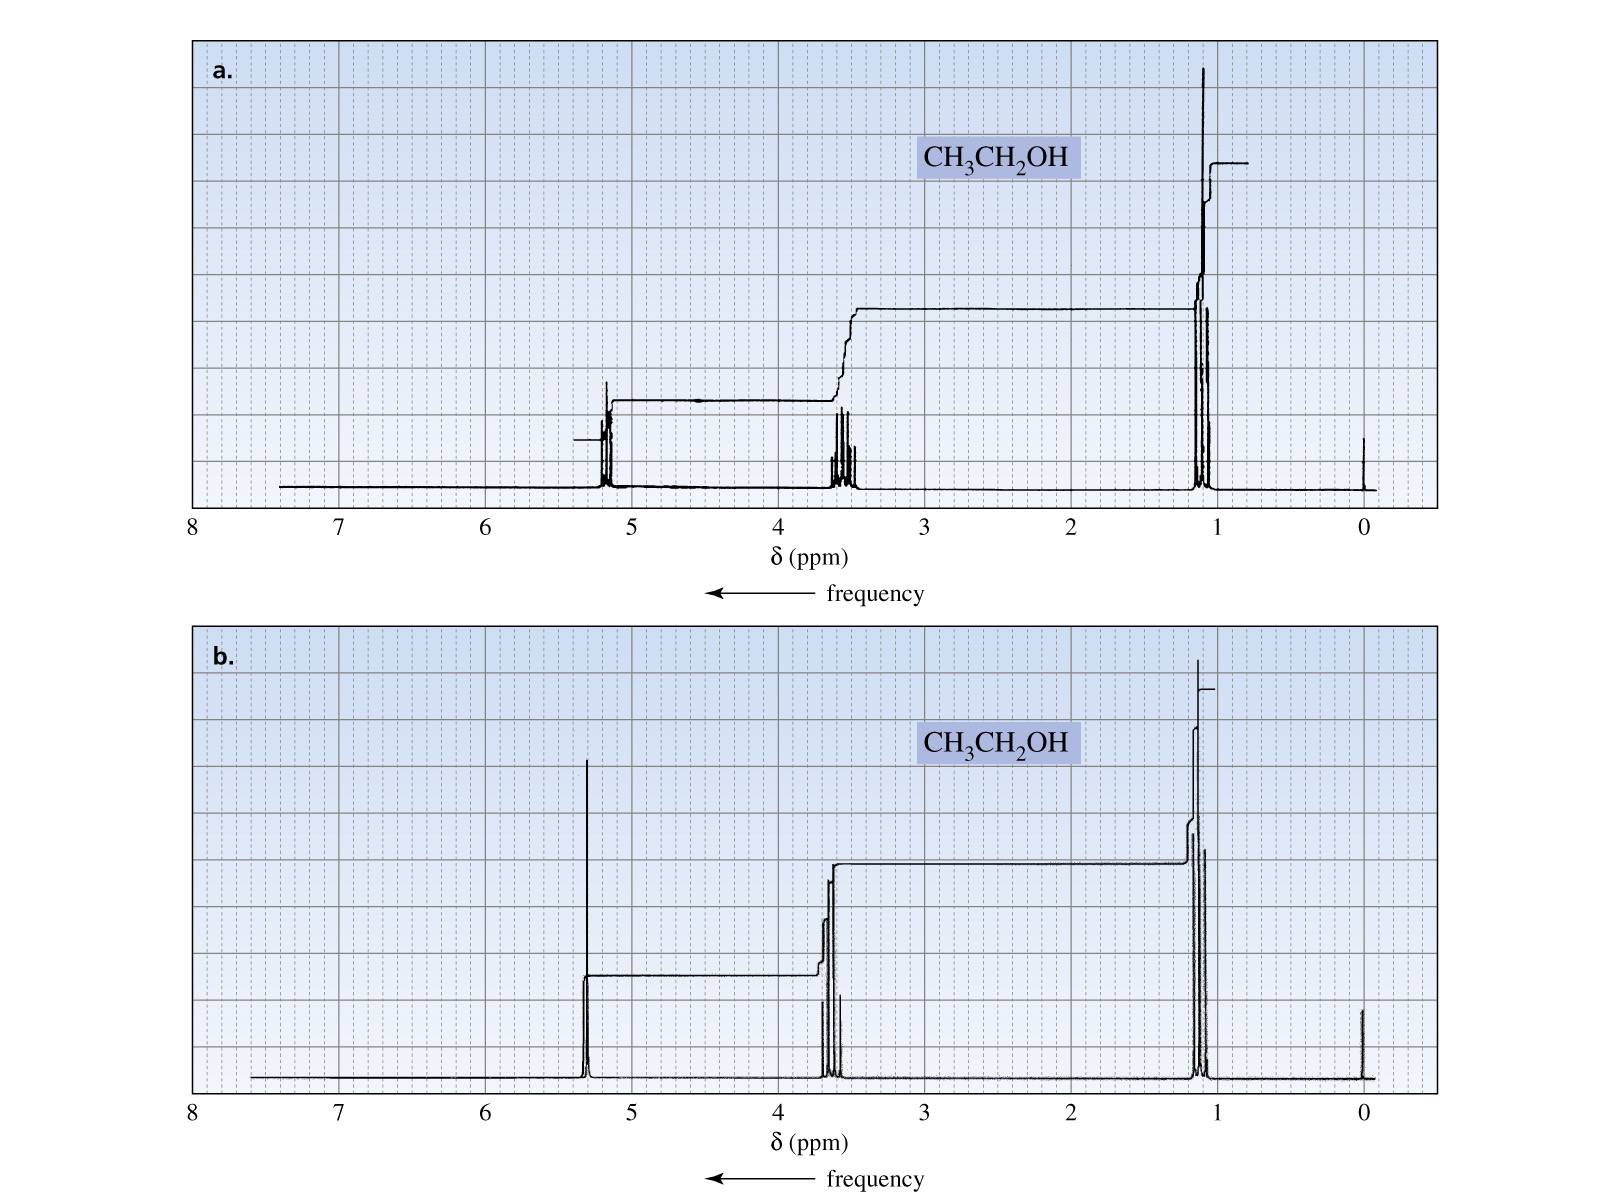 a.
CH₃CH₂OH
8 7 6 5 4 3 2 1 0
δ (ppm)
frequency
b.
CH₃CH₂OH
8 7 6 5 4 3 2 1 0
δ (ppm)
frequency